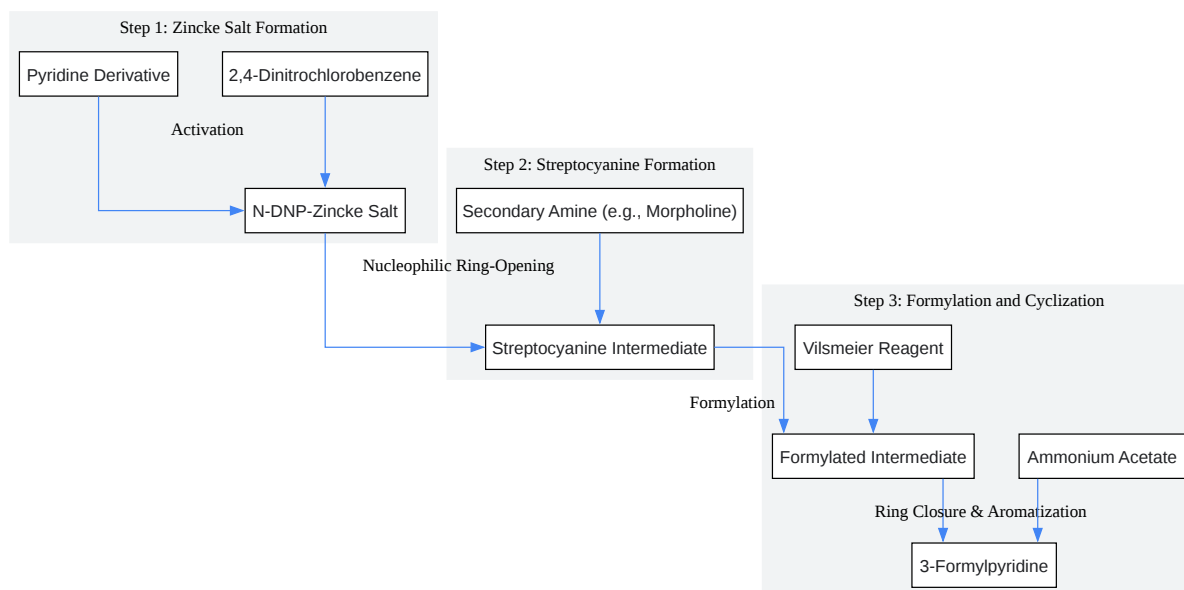 Step 1: Zincke Salt Formation
Pyridine Derivative
2,4-Dinitrochlorobenzene
Activation
N-DNP-Zincke Salt
Step 2: Streptocyanine Formation
Secondary Amine (e.g., Morpholine)
Nucleophilic Ring-Opening
Streptocyanine Intermediate
Step 3: Formylation and Cyclization
Vilsmeier Reagent
Formylation
Formylated Intermediate
Ammonium Acetate
Ring Closure & Aromatization
3-Formylpyridine